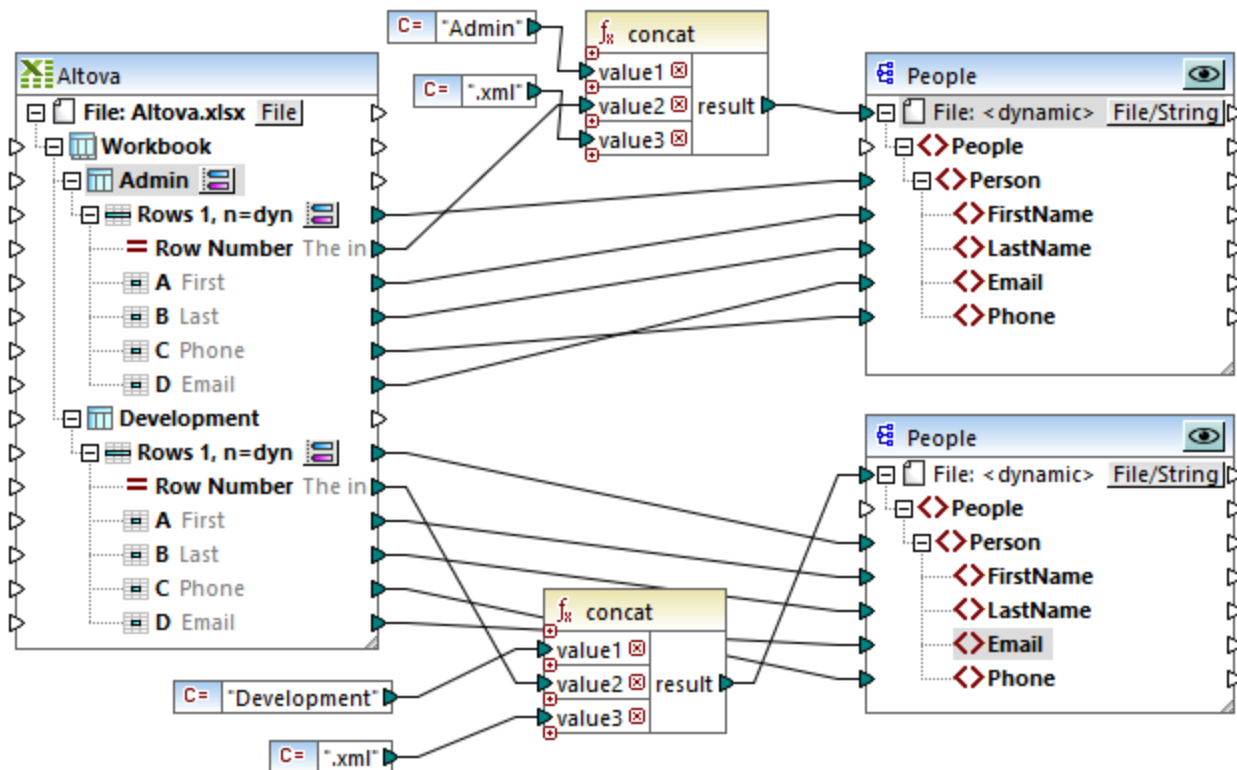 C= "Admin"
fx concat
Altova
C= ".xml"
value1
People
File: Altova.xlsx File
value2 result
File: <dynamic> File/String
Workbook
value3
People
Admin
Person
Rows 1, n=dyn
FirstName
Row Number The in
LastName
A First
Email
B Last
Phone
C Phone
D Email
Development
People
Rows 1, n=dyn
File: <dynamic> File/String
Row Number The in
People
A First
Person
B Last
FirstName
C Phone
LastName
D Email
fx concat
Email
value1
Phone
value2 result
C= "Development"
value3
C= ".xml"